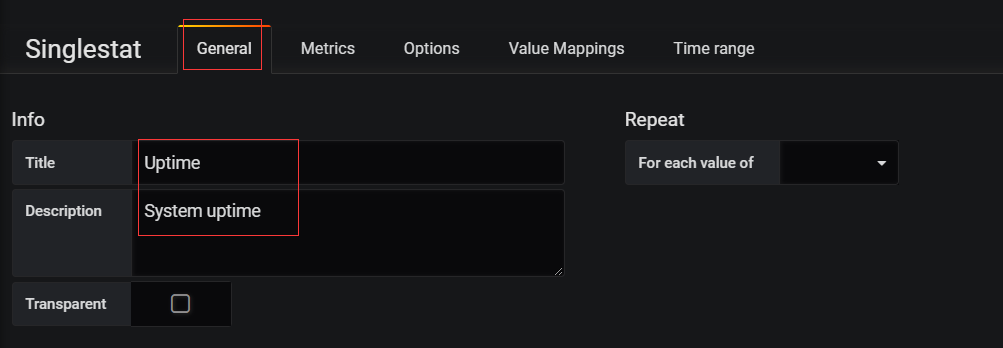 Singlestat General Metrics Options Value Mappings Time range
Info Repeat
Title Uptime For each value of
Description System uptime
Transparent